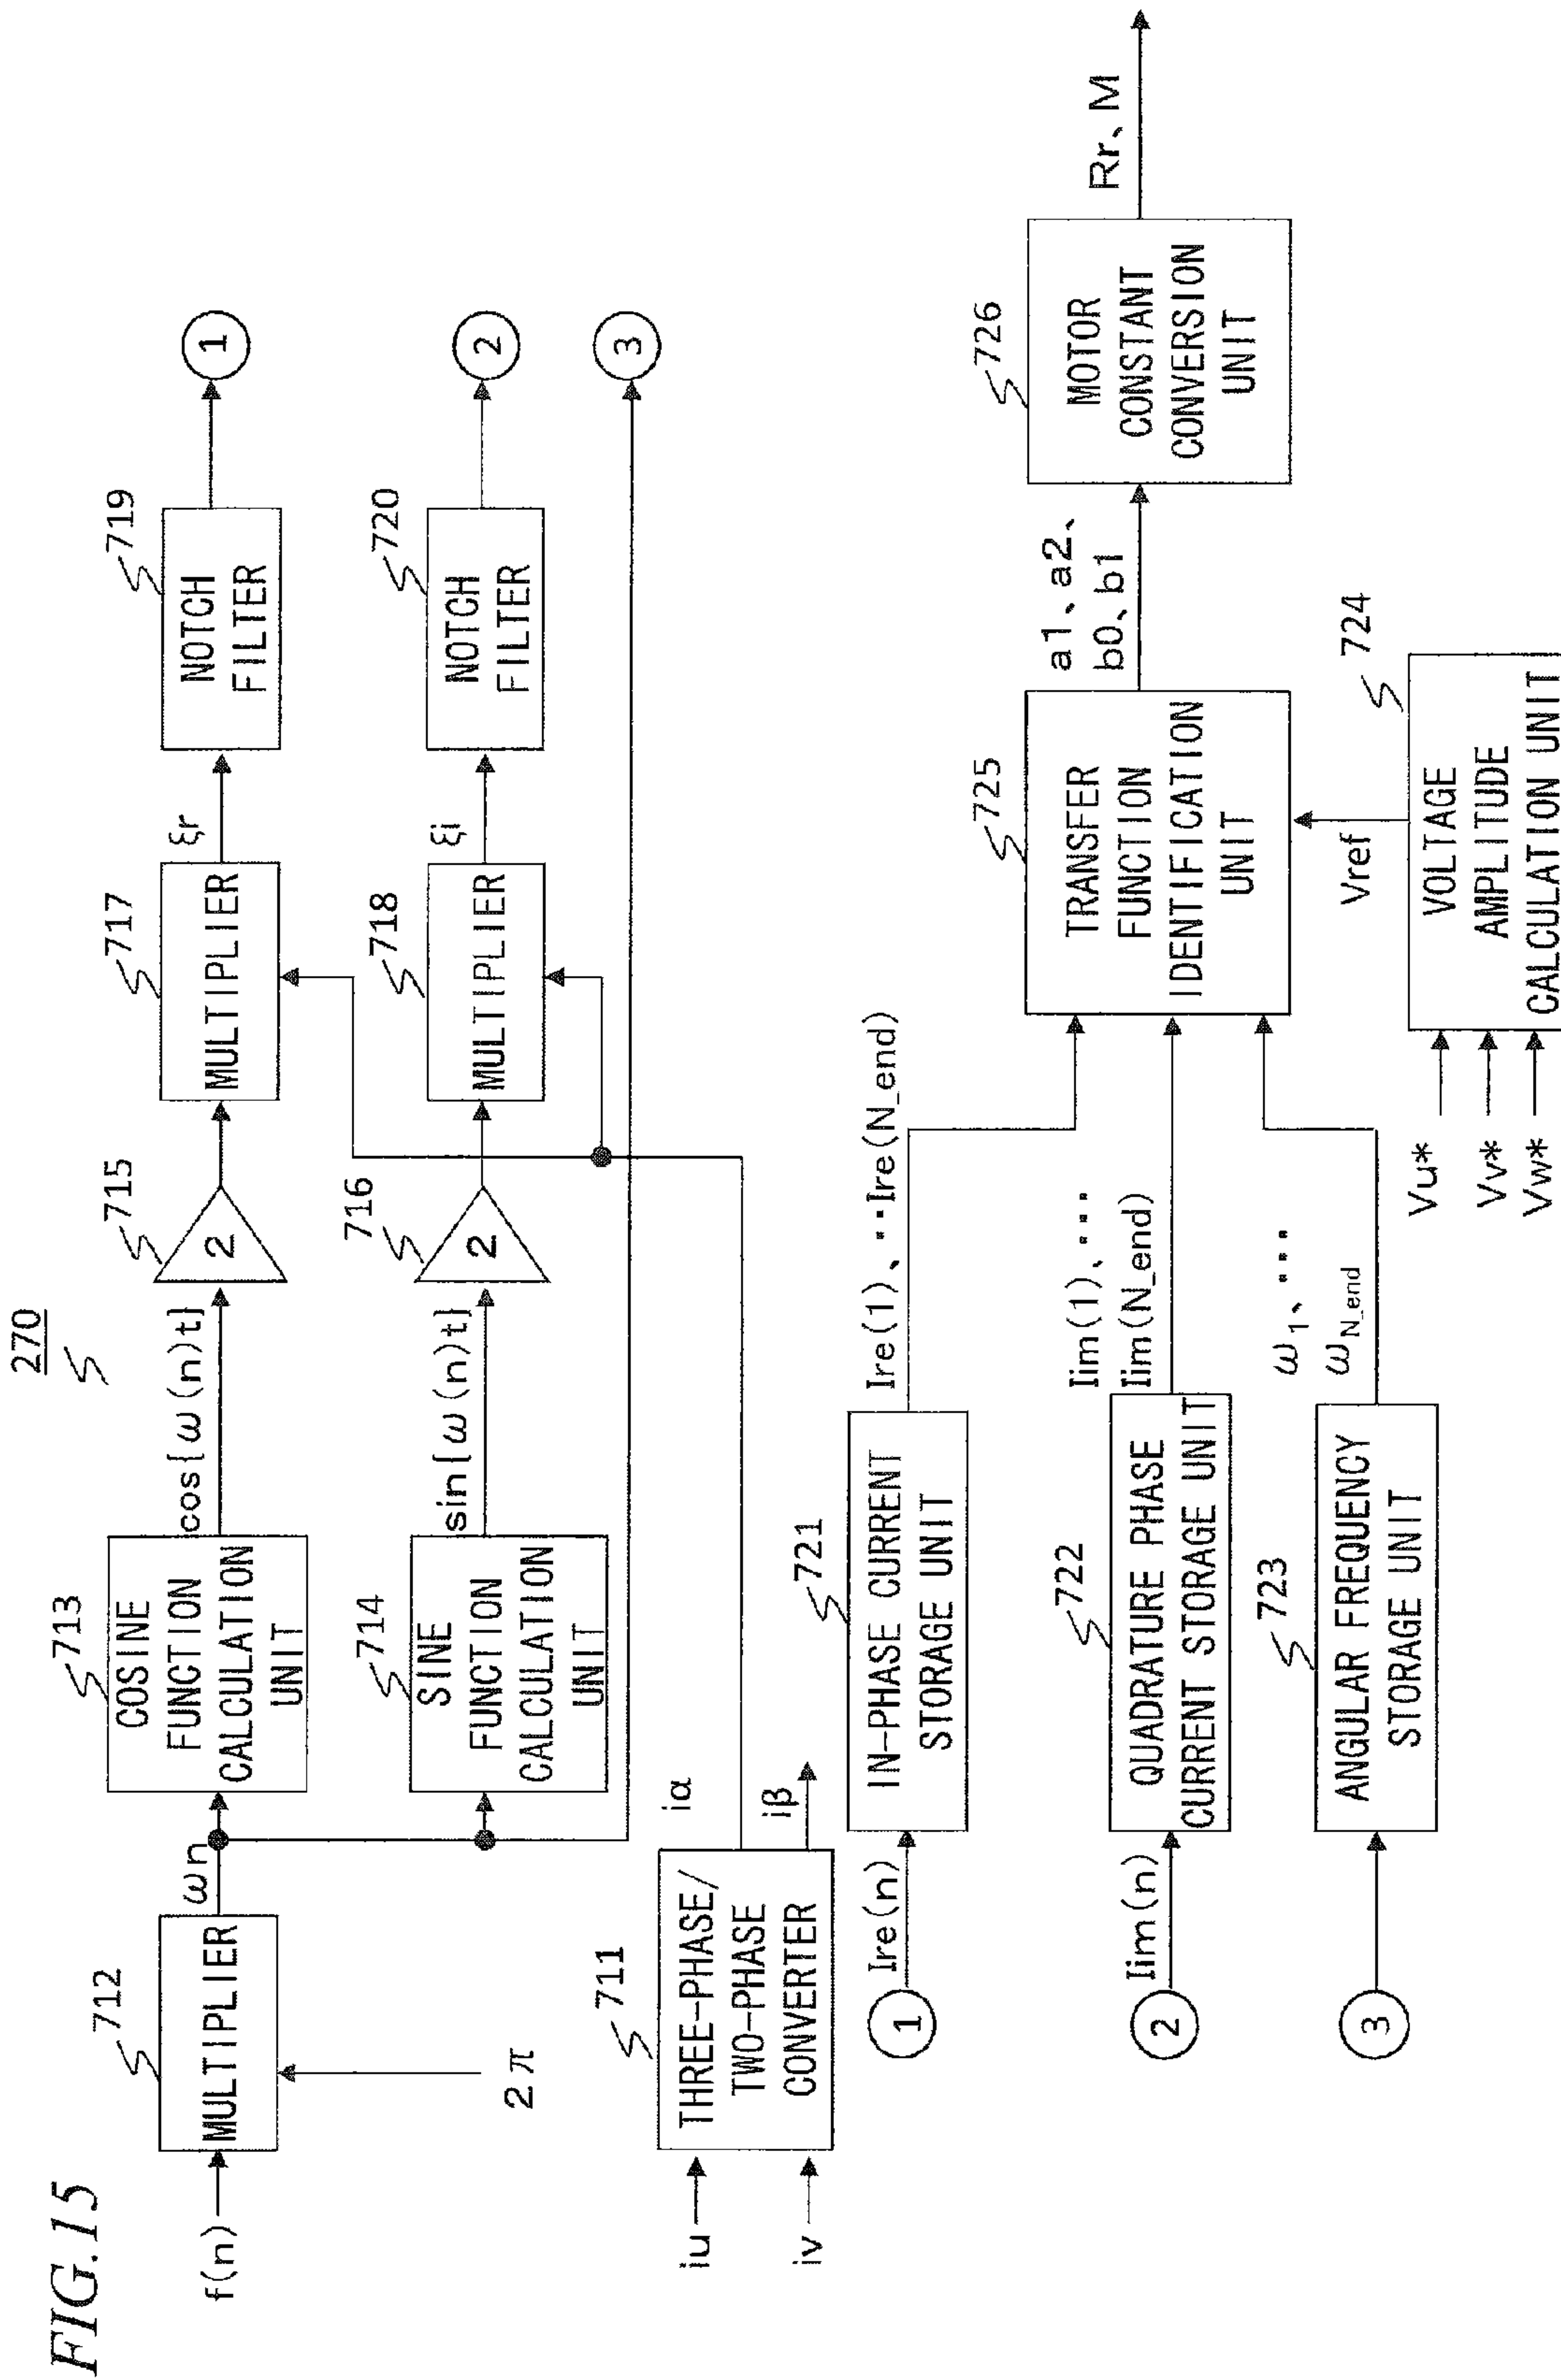 FIG.15
270
f(n)
712
MULTIPLIER
2π
ωn
713
COSINE
FUNCTION
CALCULATION
UNIT
cos{ω(n)t}
715
2
717
MULTIPLIER
ξr
719
NOTCH
FILTER
1
714
SINE
FUNCTION
CALCULATION
UNIT
sin{ω(n)t}
716
2
718
MULTIPLIER
ξi
720
NOTCH
FILTER
2
3
iu
iv
711
THREE-PHASE/
TWO-PHASE
CONVERTER
iα
iβ
1
Ire(n)
721
IN-PHASE CURRENT
STORAGE UNIT
Ire(1)、‥Ire(N_end)
2
Iim(n)
722
QUADRATURE PHASE
CURRENT STORAGE UNIT
Iim(1)、…
Iim(N_end)
3
723
ANGULAR FREQUENCY
STORAGE UNIT
ω1、…
ωN_end
725
TRANSFER
FUNCTION
IDENTIFICATION
UNIT
a1、a2、
b0、b1
726
MOTOR
CONSTANT
CONVERSION
UNIT
Rr、M
Vref
Vu*
Vv*
Vw*
724
VOLTAGE
AMPLITUDE
CALCULATION UNIT